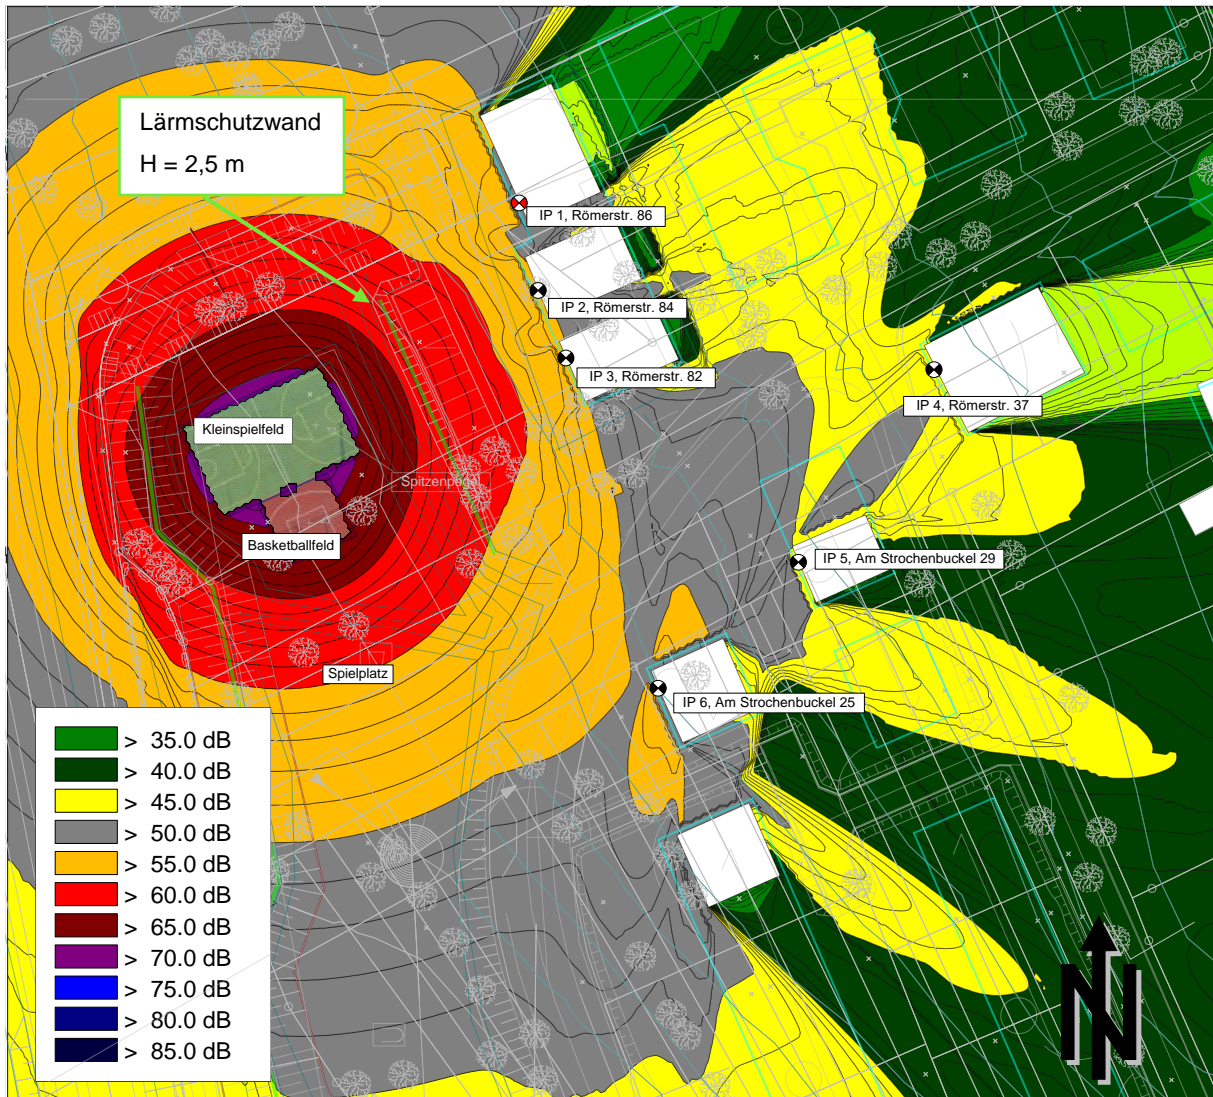 Lärmschutzwand
H = 2,5 m
IP 1, Römerstr. 86
IP 2, Römerstr. 84
IP 3, Römerstr. 82
IP 4, Römerstr. 37
Kleinspielfeld
Spitzenpegel
Basketballfeld
IP 5, Am Strochenbuckel 29
Spielplatz
IP 6, Am Strochenbuckel 25
> 35.0 dB
> 40.0 dB
> 45.0 dB
> 50.0 dB
> 55.0 dB
> 60.0 dB
> 65.0 dB
> 70.0 dB
> 75.0 dB
> 80.0 dB
> 85.0 dB
N